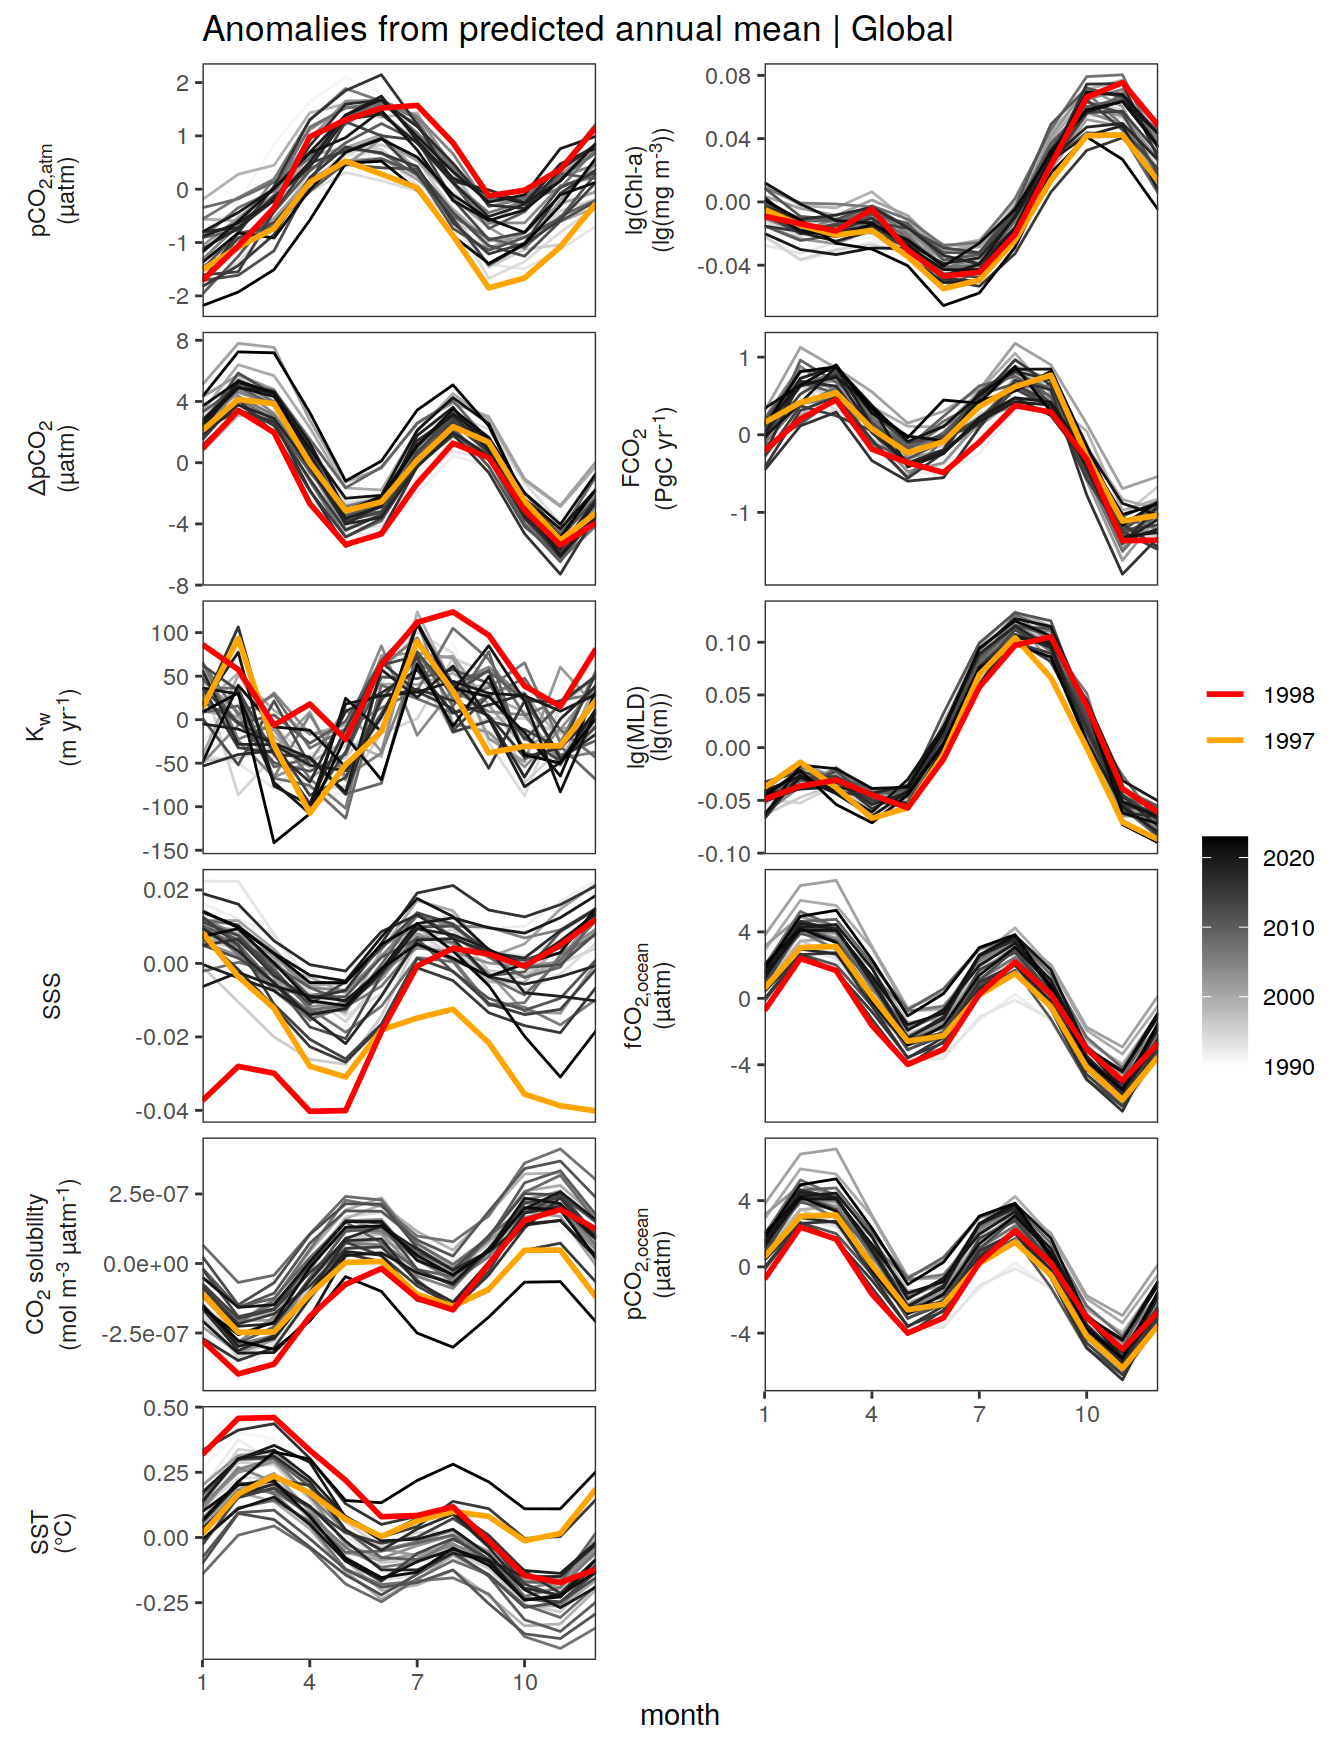 Anomalies from predicted annual mean | Global
pCO2,atm
(µatm)
2
1
0
-1
-2
lg(Chl-a)
(lg(mg m-3))
0.08
0.04
0.00
-0.04
ΔpCO2
(µatm)
8
4
0
-4
-8
FCO2
(PgC yr-1)
1
0
-1
Kw
(m yr-1)
100
50
0
-50
-100
-150
lg(MLD)
(lg(m))
0.10
0.05
0.00
-0.05
-0.10
SSS
0.02
0.00
-0.02
-0.04
fCO2,ocean
(µatm)
4
0
-4
CO2 solubility
(mol m-3 µatm-1)
2.5e-07
0.0e+00
-2.5e-07
pCO2,ocean
(µatm)
4
0
-4
1
4
7
10
SST
(°C)
0.50
0.25
0.00
-0.25
1
4
7
10
month
1998
1997
2020
2010
2000
1990